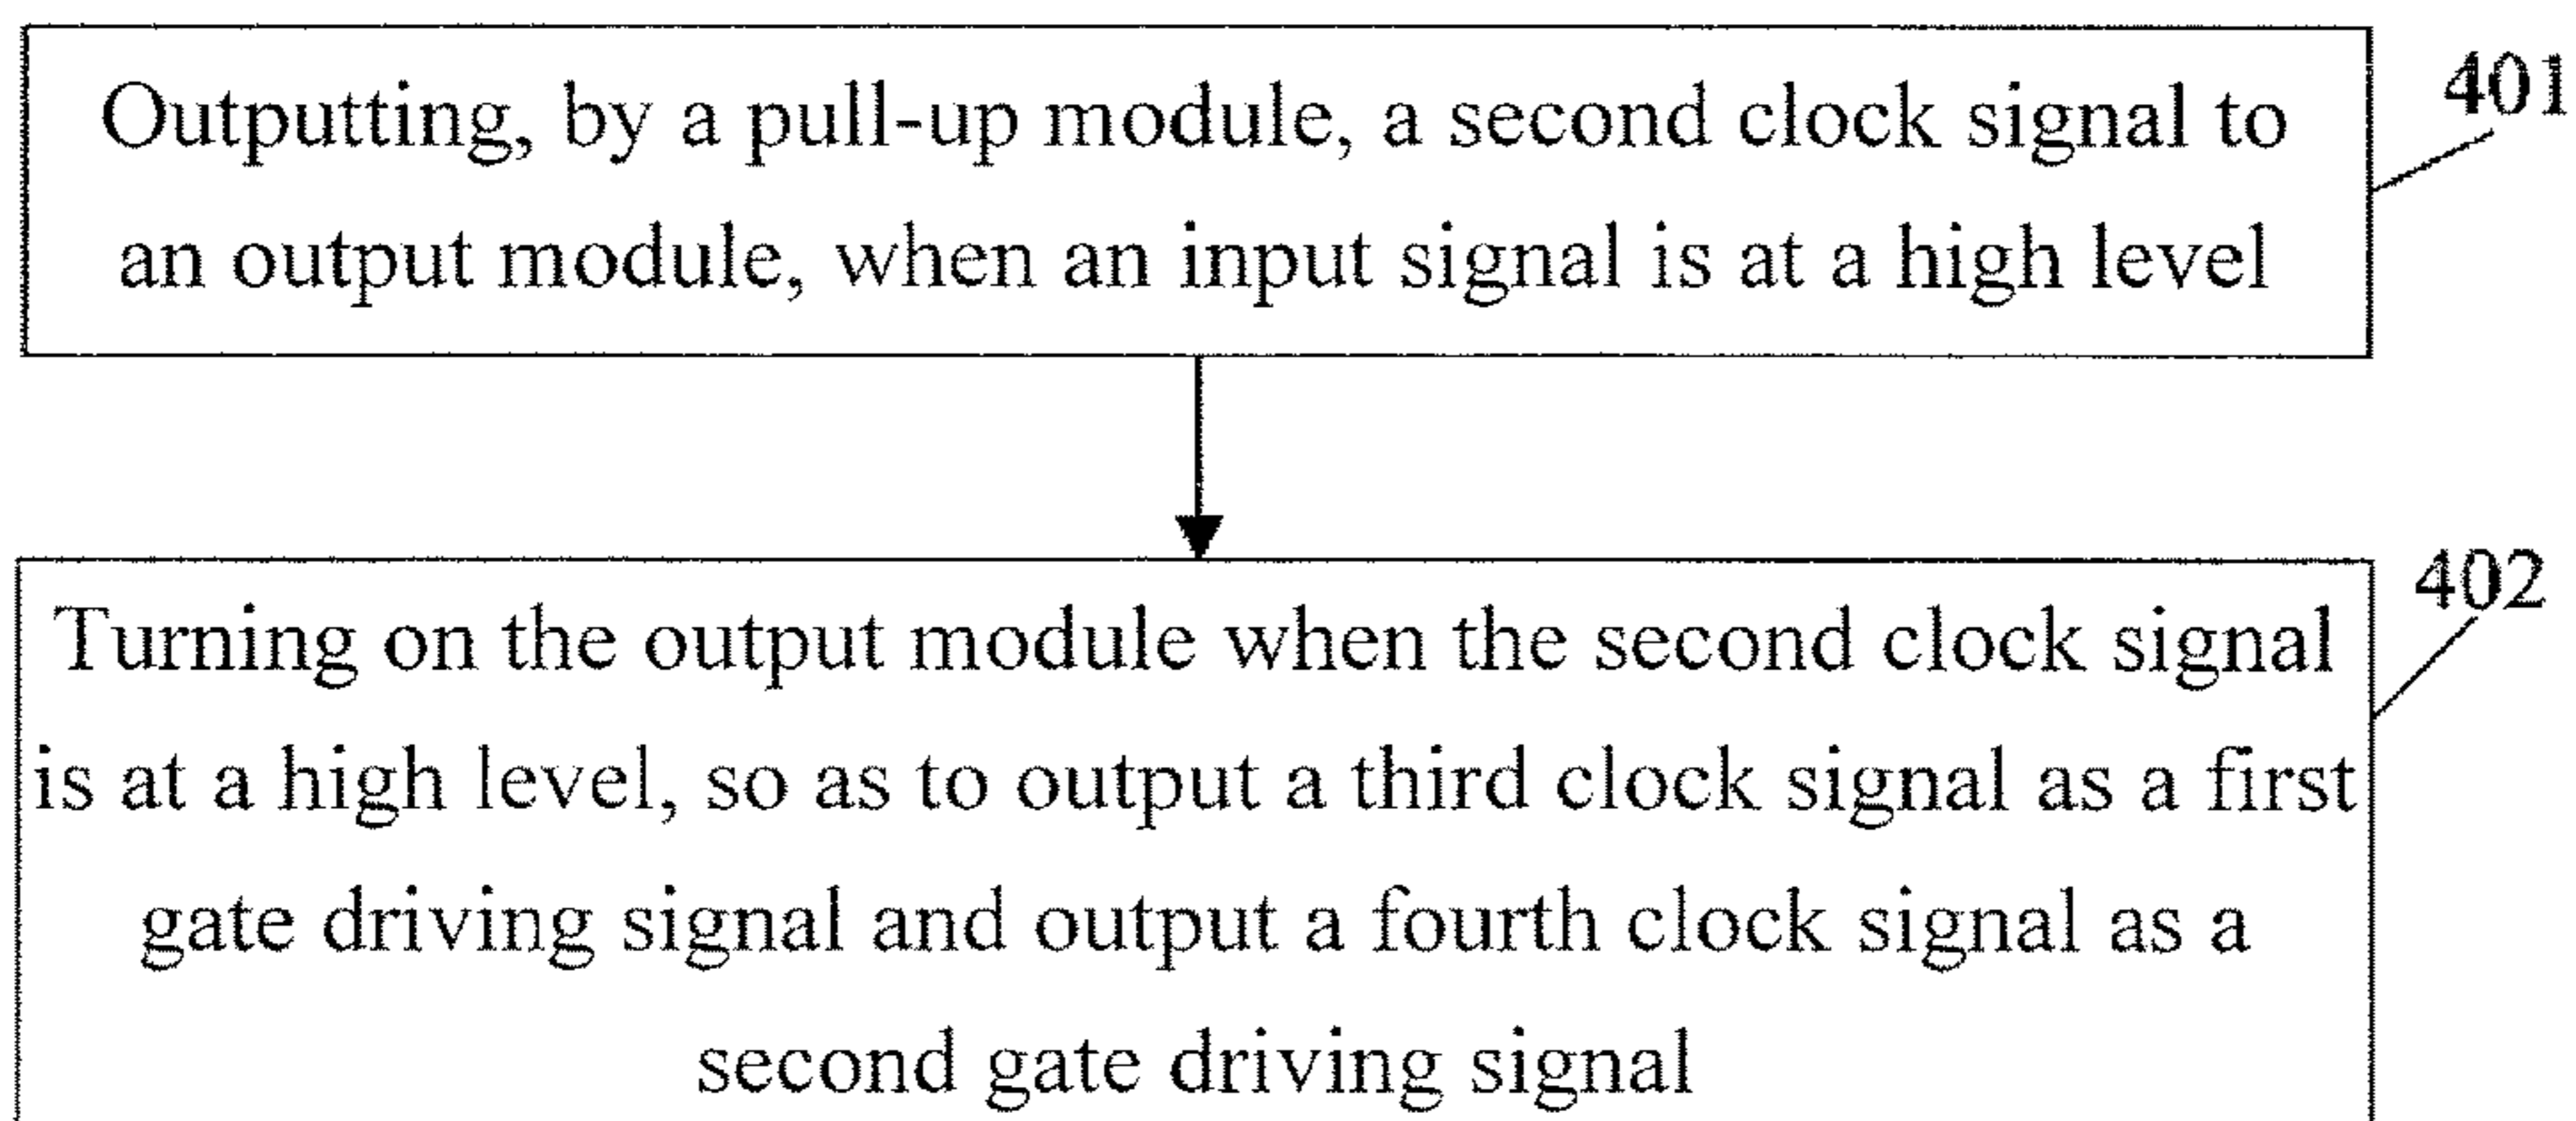 Outputting, by a pull-up module, a second clock signal to
an output module, when an input signal is at a high level
401
Turning on the output module when the second clock signal
is at a high level, so as to output a third clock signal as a first
gate driving signal and output a fourth clock signal as a
second gate driving signal
402